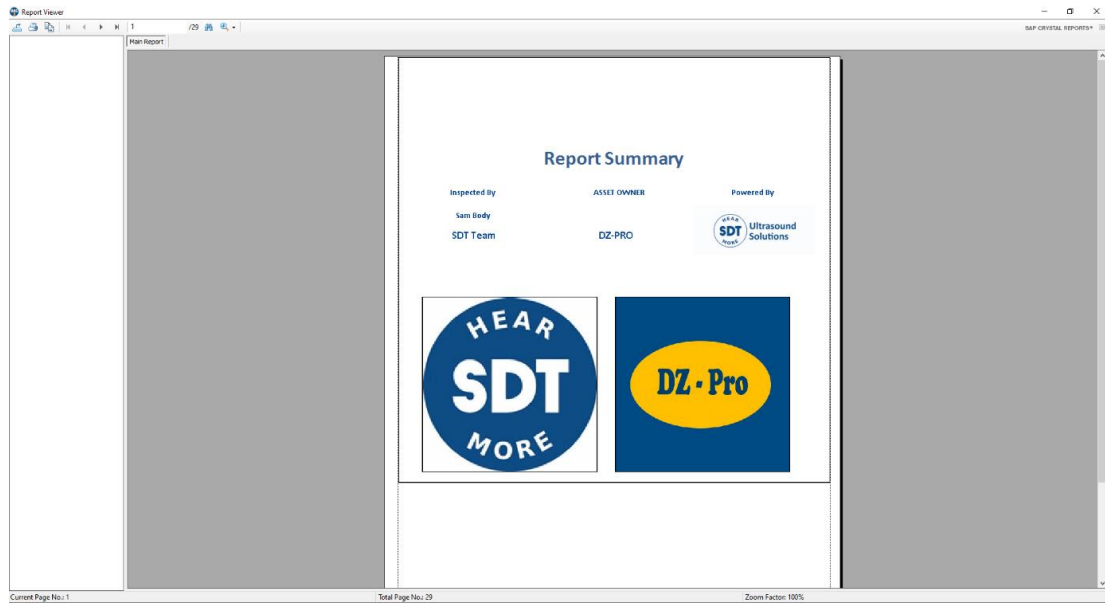 Report Viewer
1 /29
SAP CRYSTAL REPORTS®
Main Report
Report Summary
Inspected By ASSET OWNER Powered By
Sam Body
SDT Team DZ-PRO
HEAR SDT MORE Ultrasound Solutions
HEAR
SDT
MORE
DZ · Pro
Current Page No.: 1 Total Page No.: 29 Zoom Factor: 100%